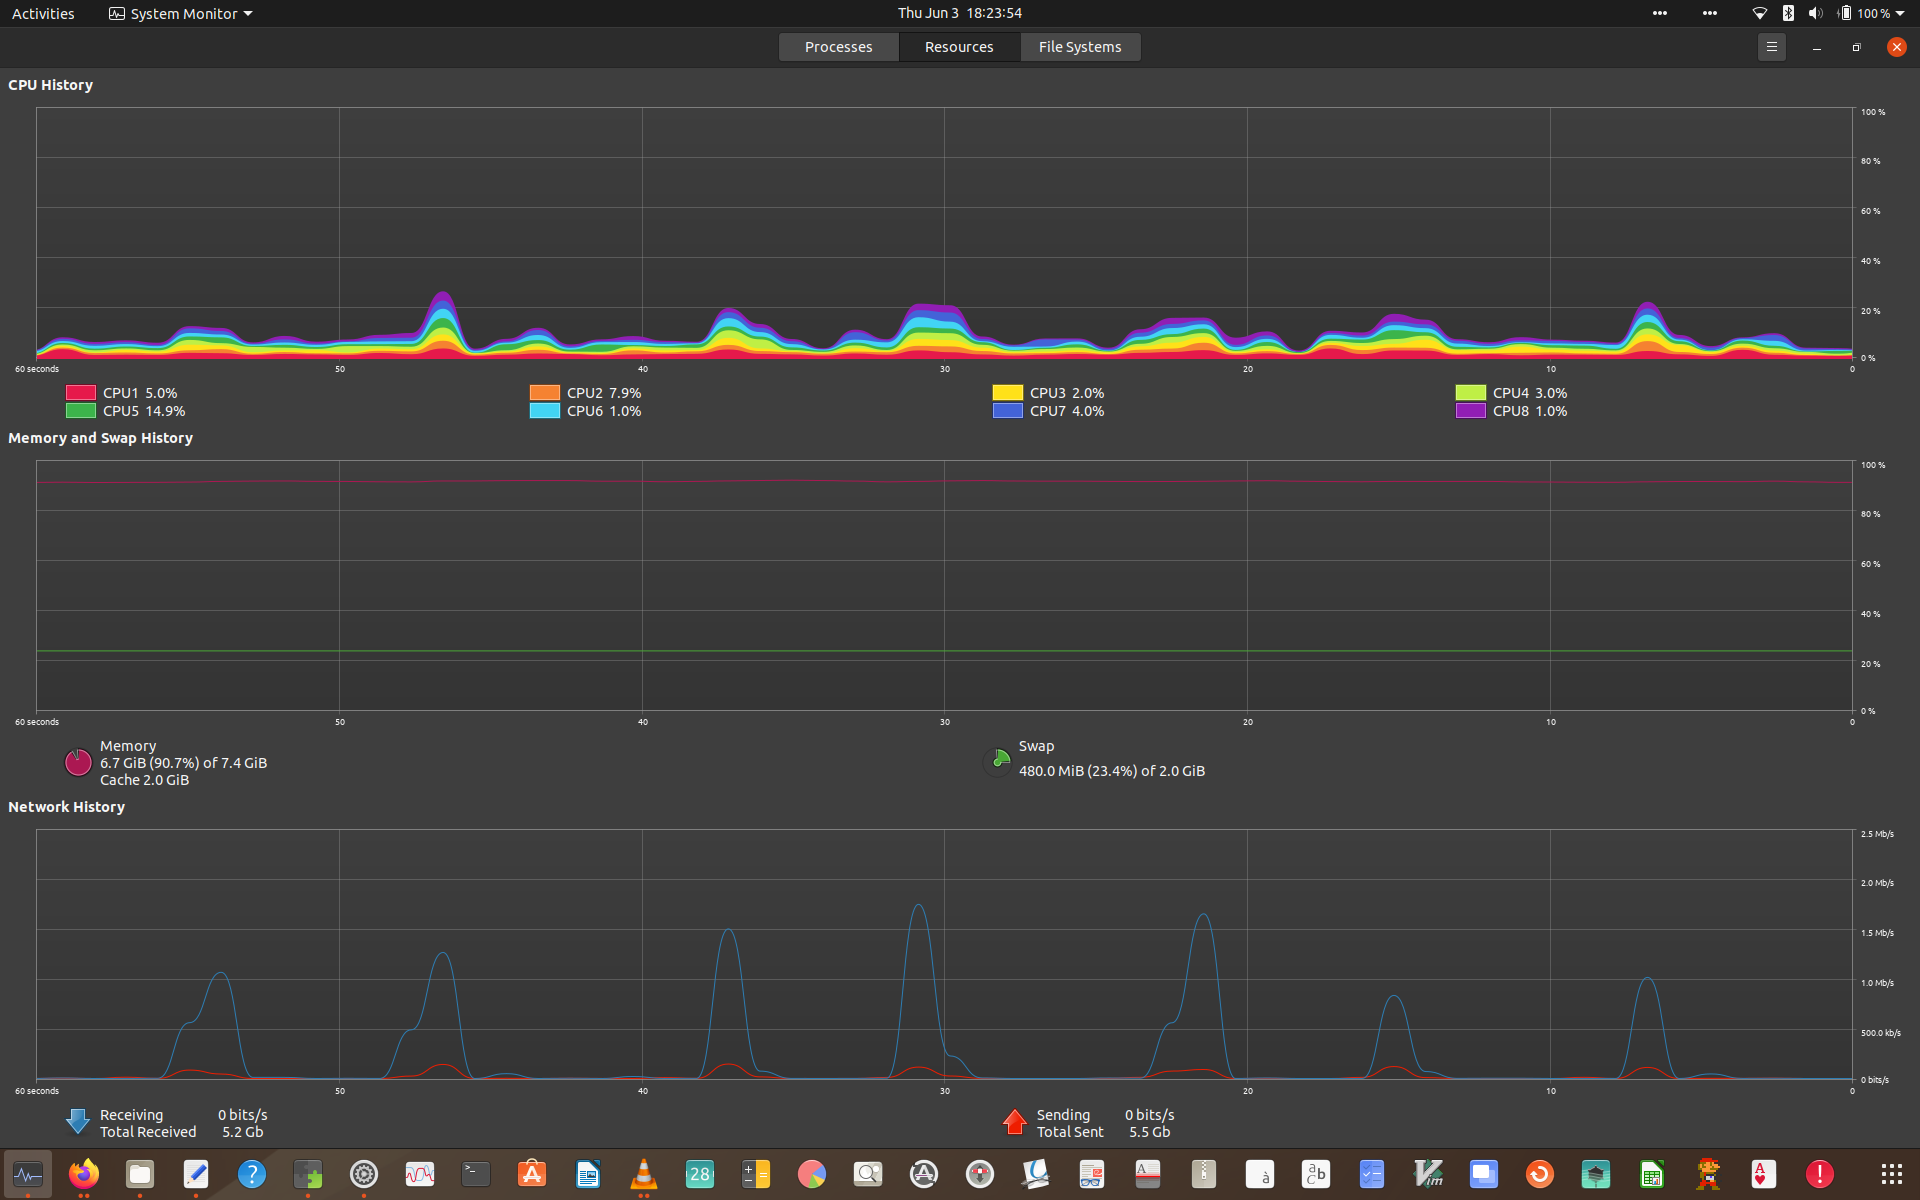 Activities System Monitor Thu Jun 3 18:23:54 100 %
Processes Resources File Systems
CPU History
100 %
80 %
60 %
40 %
20 %
0 %
60 seconds 50 40 30 20 10 0
CPU1 5.0% CPU2 7.9% CPU3 2.0% CPU4 3.0%
CPU5 14.9% CPU6 1.0% CPU7 4.0% CPU8 1.0%
Memory and Swap History
100 %
80 %
60 %
40 %
20 %
0 %
60 seconds 50 40 30 20 10 0
Memory
6.7 GiB (90.7%) of 7.4 GiB
Cache 2.0 GiB
Swap
480.0 MiB (23.4%) of 2.0 GiB
Network History
2.5 Mb/s
2.0 Mb/s
1.5 Mb/s
1.0 Mb/s
500.0 kb/s
0 bits/s
60 seconds 50 40 30 20 10 0
Receiving 0 bits/s
Total Received 5.2 Gb
Sending 0 bits/s
Total Sent 5.5 Gb
28